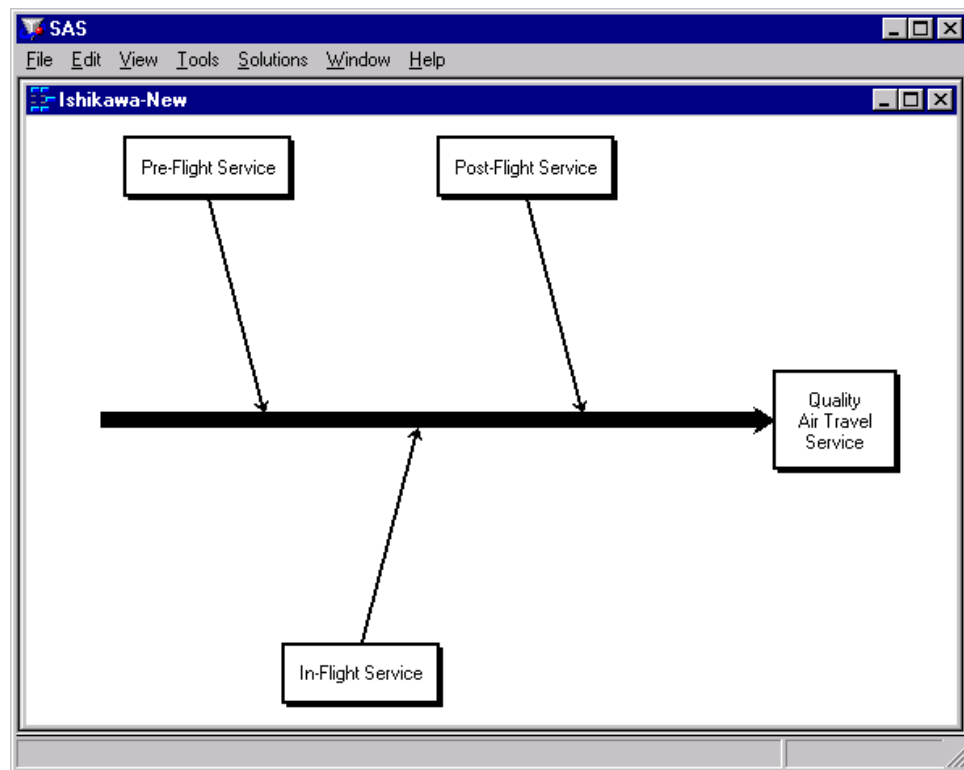 SAS
File Edit View Tools Solutions Window Help
Ishikawa-New
Pre-Flight Service
Post-Flight Service
Quality
Air Travel
Service
In-Flight Service